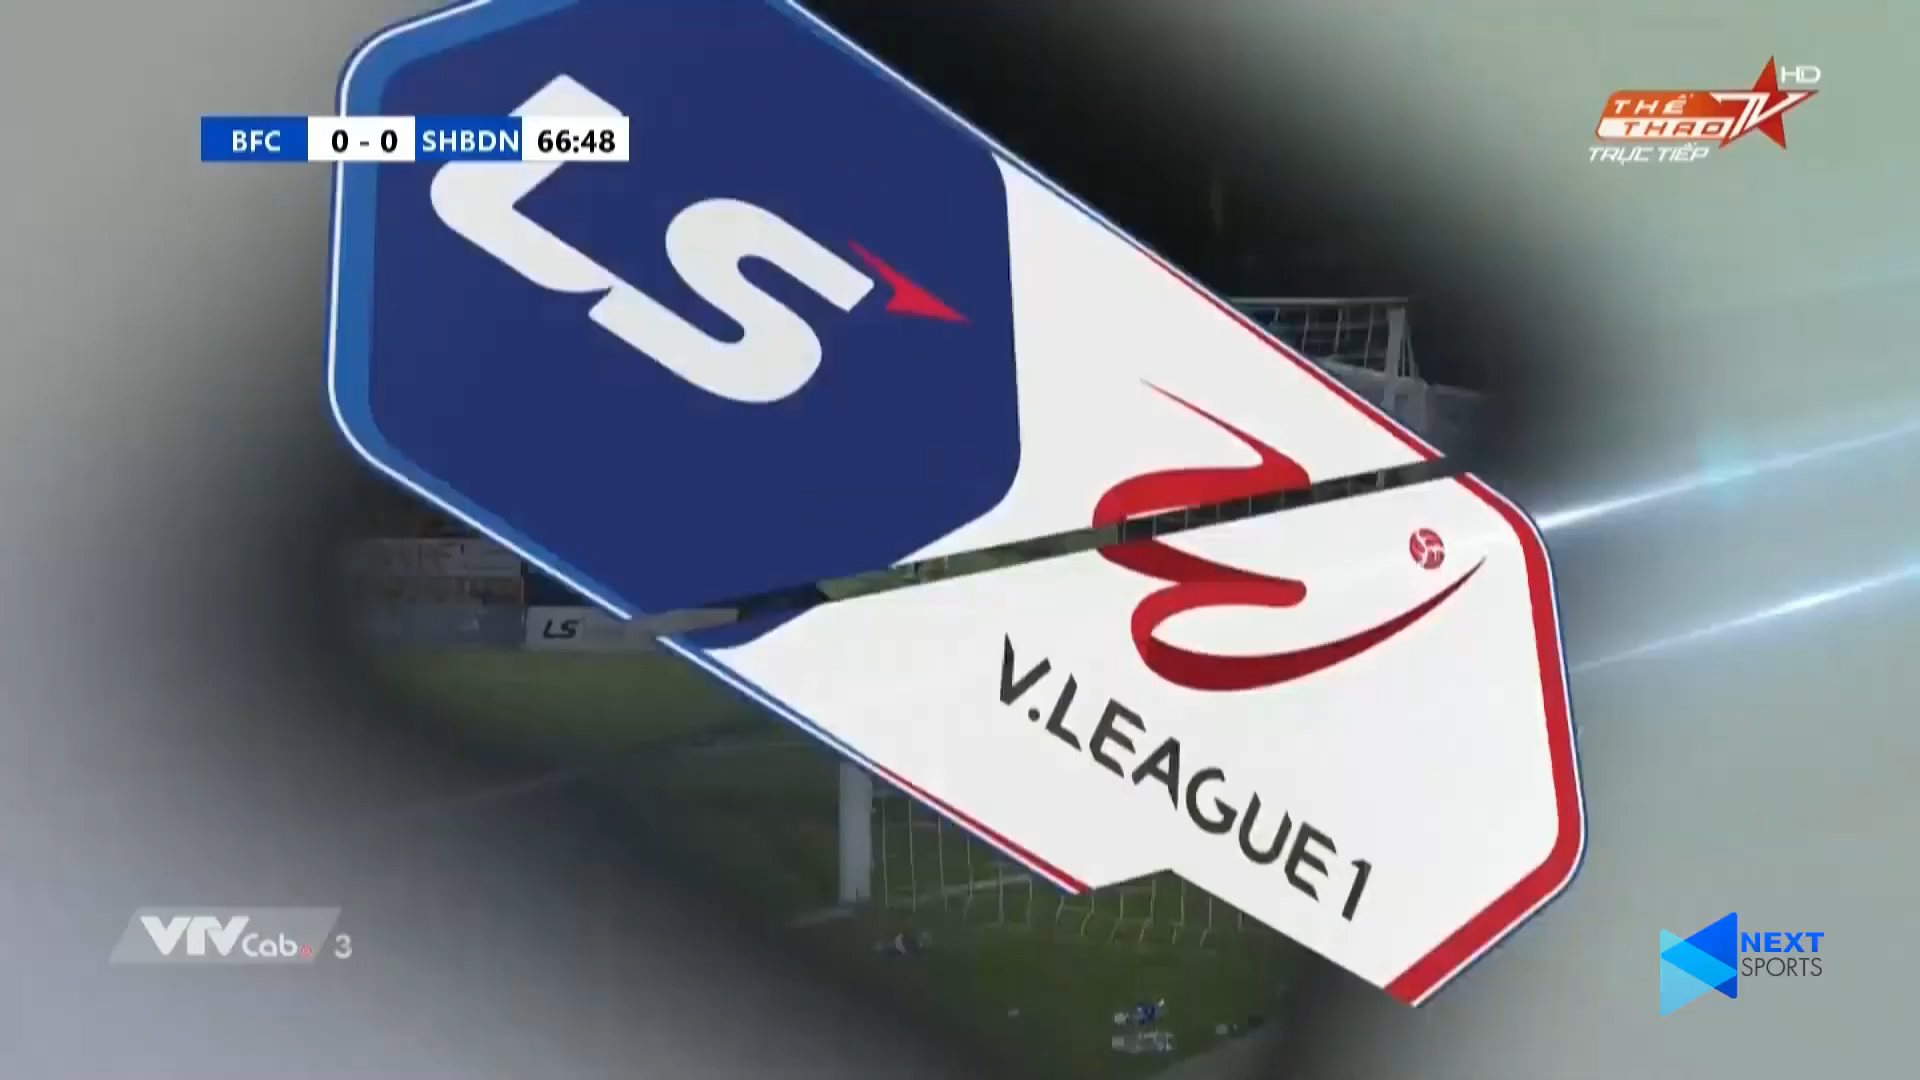 BFC 0 - 0 SHBDN 66:48
HD
THỂ
THAO TV
TRỰC TIẾP
LS
LS
V.LEAGUE 1
VTVCab 3
NEXT
SPORTS